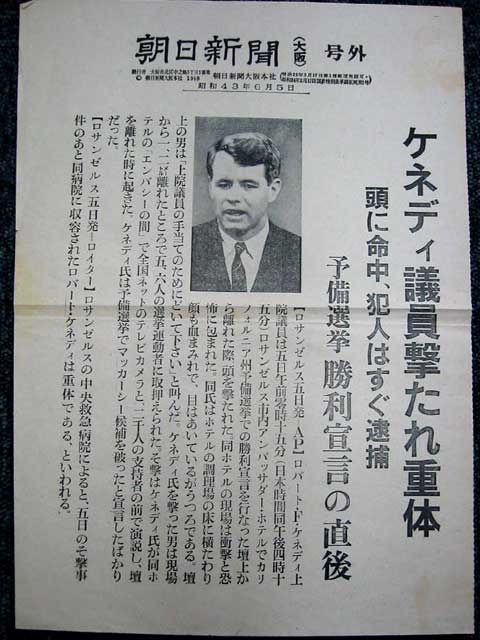 朝日新聞
(大阪)
号外
朝日新聞大阪本社
昭和43年6月5日
ケネディ議員撃たれ重体
頭に命中、犯人はすぐ逮捕
予備選挙 勝利宣言の直後
【ロサンゼルス五日発＝AP】ロバート・F・ケネディ上
院議員は五日午前零時十五分（日本時間同午後四時十
五分）ロサンゼルス市内アンバッサダー・ホテルでカリ
フォルニア州予備選挙での勝利宣言を行なった壇上か
ら離れた際、頭を撃たれた。同ホテルの現場は衝撃と恐
怖に包まれた。同氏はホテルの調理場の床に横たわり
顔も血まみれで、目はあいているがうつろである。壇
上の男は「上院議員の手当てのためにどいて下さい」と叫んだ。ケネディ氏を撃った男は現場
から一、二㍍離れたところで五、六人の選挙運動者に取押えられた。そ撃はケネディ氏が同ホ
テルの「エンバシーの間」で全国ネットのテレビカメラと二千人の支持者の前で演説し、壇
を離れた時に起きた。ケネディ氏は予備選挙でマッカーシー候補を破ったと宣言したばかり
だった。
【ロサンゼルス五日発＝ロイター】ロサンゼルスの中央救急病院によると、五日のそ撃事
件のあと同病院に収容されたロバート・ケネディは重体である、といわれる。